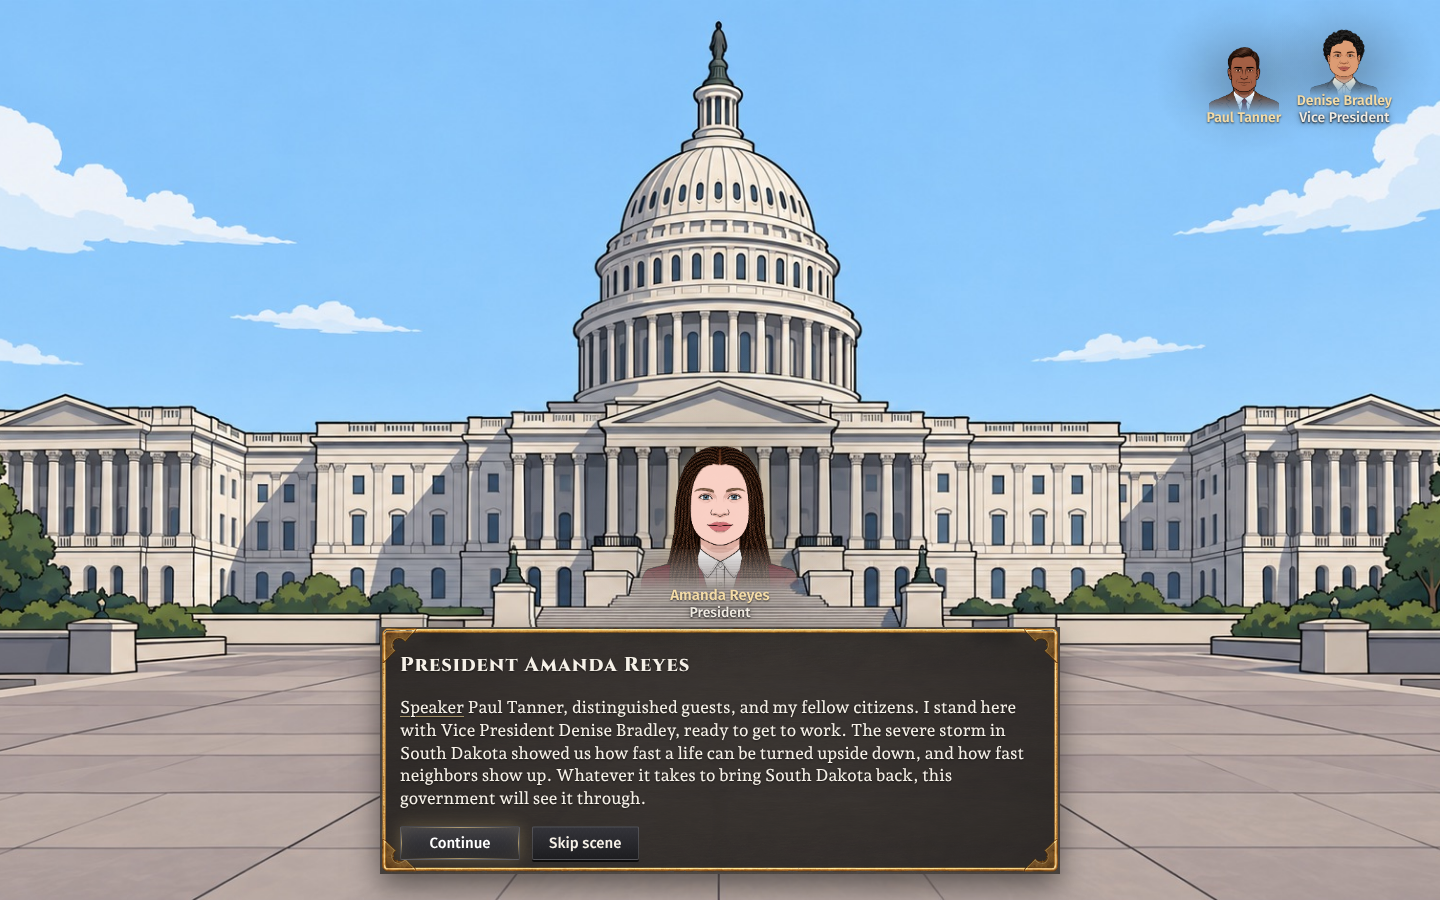 Paul Tanner
Denise Bradley
Vice President
Amanda Reyes
President
President Amanda Reyes
Speaker Paul Tanner, distinguished guests, and my fellow citizens. I stand here
with Vice President Denise Bradley, ready to get to work. The severe storm in
South Dakota showed us how fast a life can be turned upside down, and how fast
neighbors show up. Whatever it takes to bring South Dakota back, this
government will see it through.
Continue
Skip scene